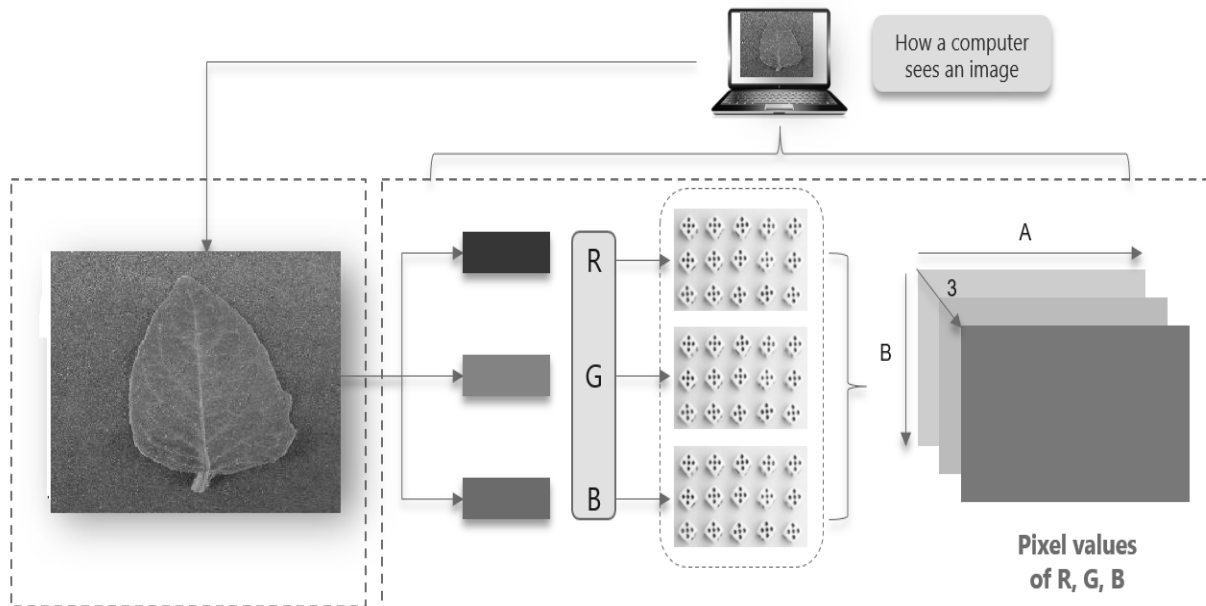 How a computer
sees an image
A
R
3
B
G
B
Pixel values
of R, G, B